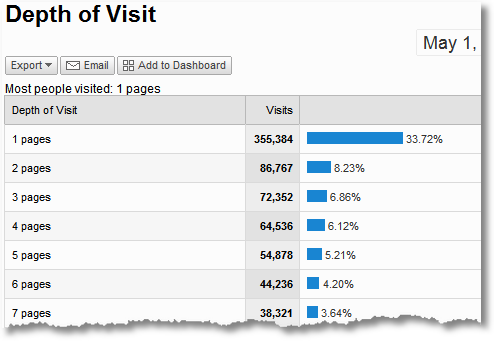 Depth of Visit
May 1,
Export Email Add to Dashboard
Most people visited: 1 pages
Depth of Visit Visits
1 pages 355,384 33.72%
2 pages 86,767 8.23%
3 pages 72,352 6.86%
4 pages 64,536 6.12%
5 pages 54,878 5.21%
6 pages 44,236 4.20%
7 pages 38,321 3.64%